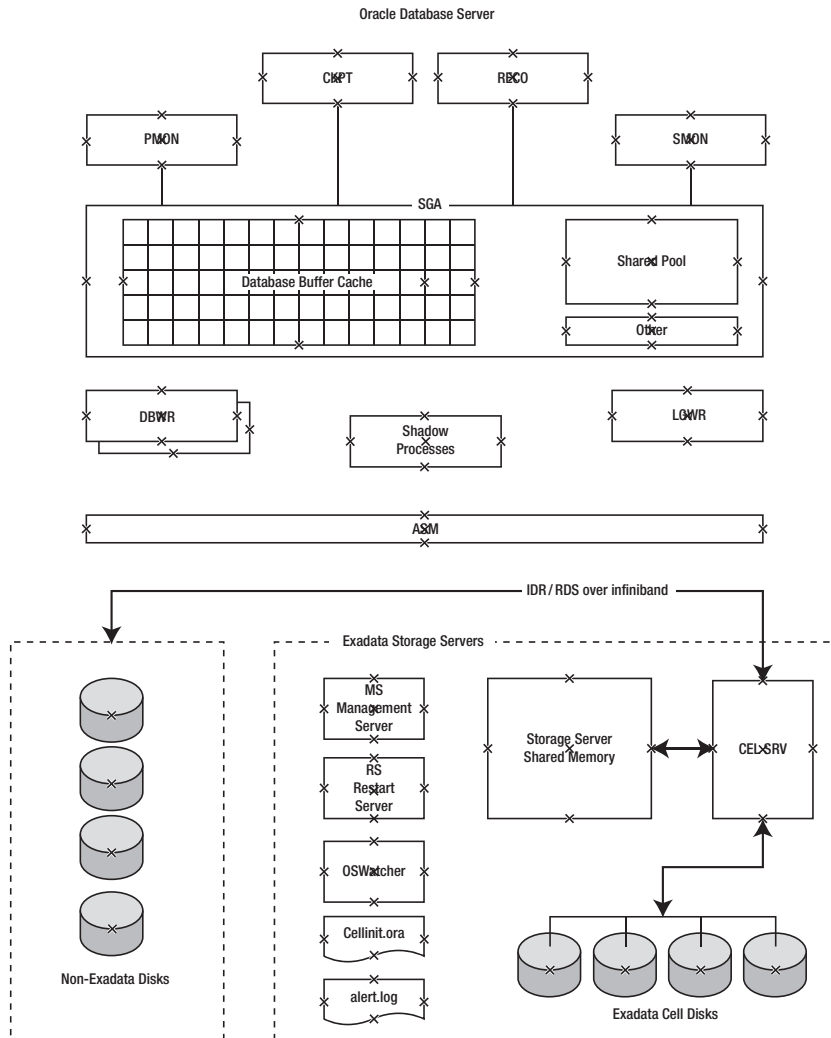 Oracle Database Server
CKPT
RECO
PMON
SMON
SGA
Database Buffer Cache
Shared Pool
Other
DBWR
Shadow
Processes
LGWR
ASM
IDR / RDS over infiniband
Exadata Storage Servers
MS
Management
Server
Storage Server
Shared Memory
CELLSRV
RS
Restart
Server
OSWatcher
Cellinit.ora
alert.log
Non-Exadata Disks
Exadata Cell Disks